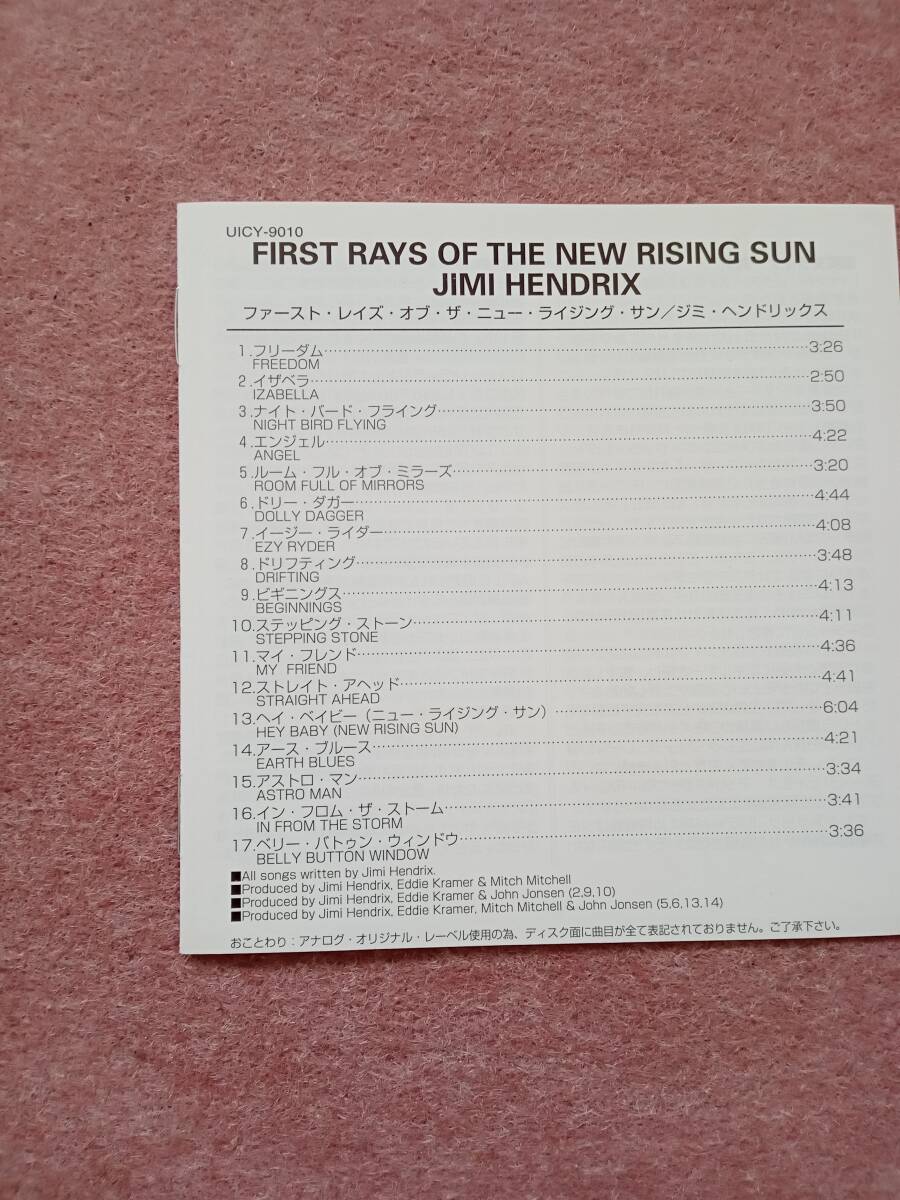 UICY-9010
FIRST RAYS OF THE NEW RISING SUN
JIMI HENDRIX
ファースト・レイズ・オブ・ザ・ニュー・ライジング・サン／ジミ・ヘンドリックス
1.フリーダム……3:26
FREEDOM
2.イザベラ……2:50
IZABELLA
3.ナイト・バード・フライング……3:50
NIGHT BIRD FLYING
4.エンジェル……4:22
ANGEL
5.ルーム・フル・オブ・ミラーズ……3:20
ROOM FULL OF MIRRORS
6.ドリー・ダガー……4:44
DOLLY DAGGER
7.イージー・ライダー……4:08
EZY RYDER
8.ドリフティング……3:48
DRIFTING
9.ビギニングス……4:13
BEGINNINGS
10.ステッピング・ストーン……4:11
STEPPING STONE
11.マイ・フレンド……4:36
MY FRIEND
12.ストレイト・アヘッド……4:41
STRAIGHT AHEAD
13.ヘイ・ベイビー（ニュー・ライジング・サン）……6:04
HEY BABY (NEW RISING SUN)
14.アース・ブルース……4:21
EARTH BLUES
15.アストロ・マン……3:34
ASTRO MAN
16.イン・フロム・ザ・ストーム……3:41
IN FROM THE STORM
17.ベリー・バトゥン・ウィンドウ……3:36
BELLY BUTTON WINDOW
■All songs written by Jimi Hendrix.
■Produced by Jimi Hendrix, Eddie Kramer & Mitch Mitchell
■Produced by Jimi Hendrix, Eddie Kramer & John Jonsen (2,9,10)
■Produced by Jimi Hendrix, Eddie Kramer, Mitch Mitchell & John Jonsen (5,6,13,14)
おことわり：アナログ・オリジナル・レーベル使用の為、ディスク面に曲目が全て表記されておりません。ご了承下さい。